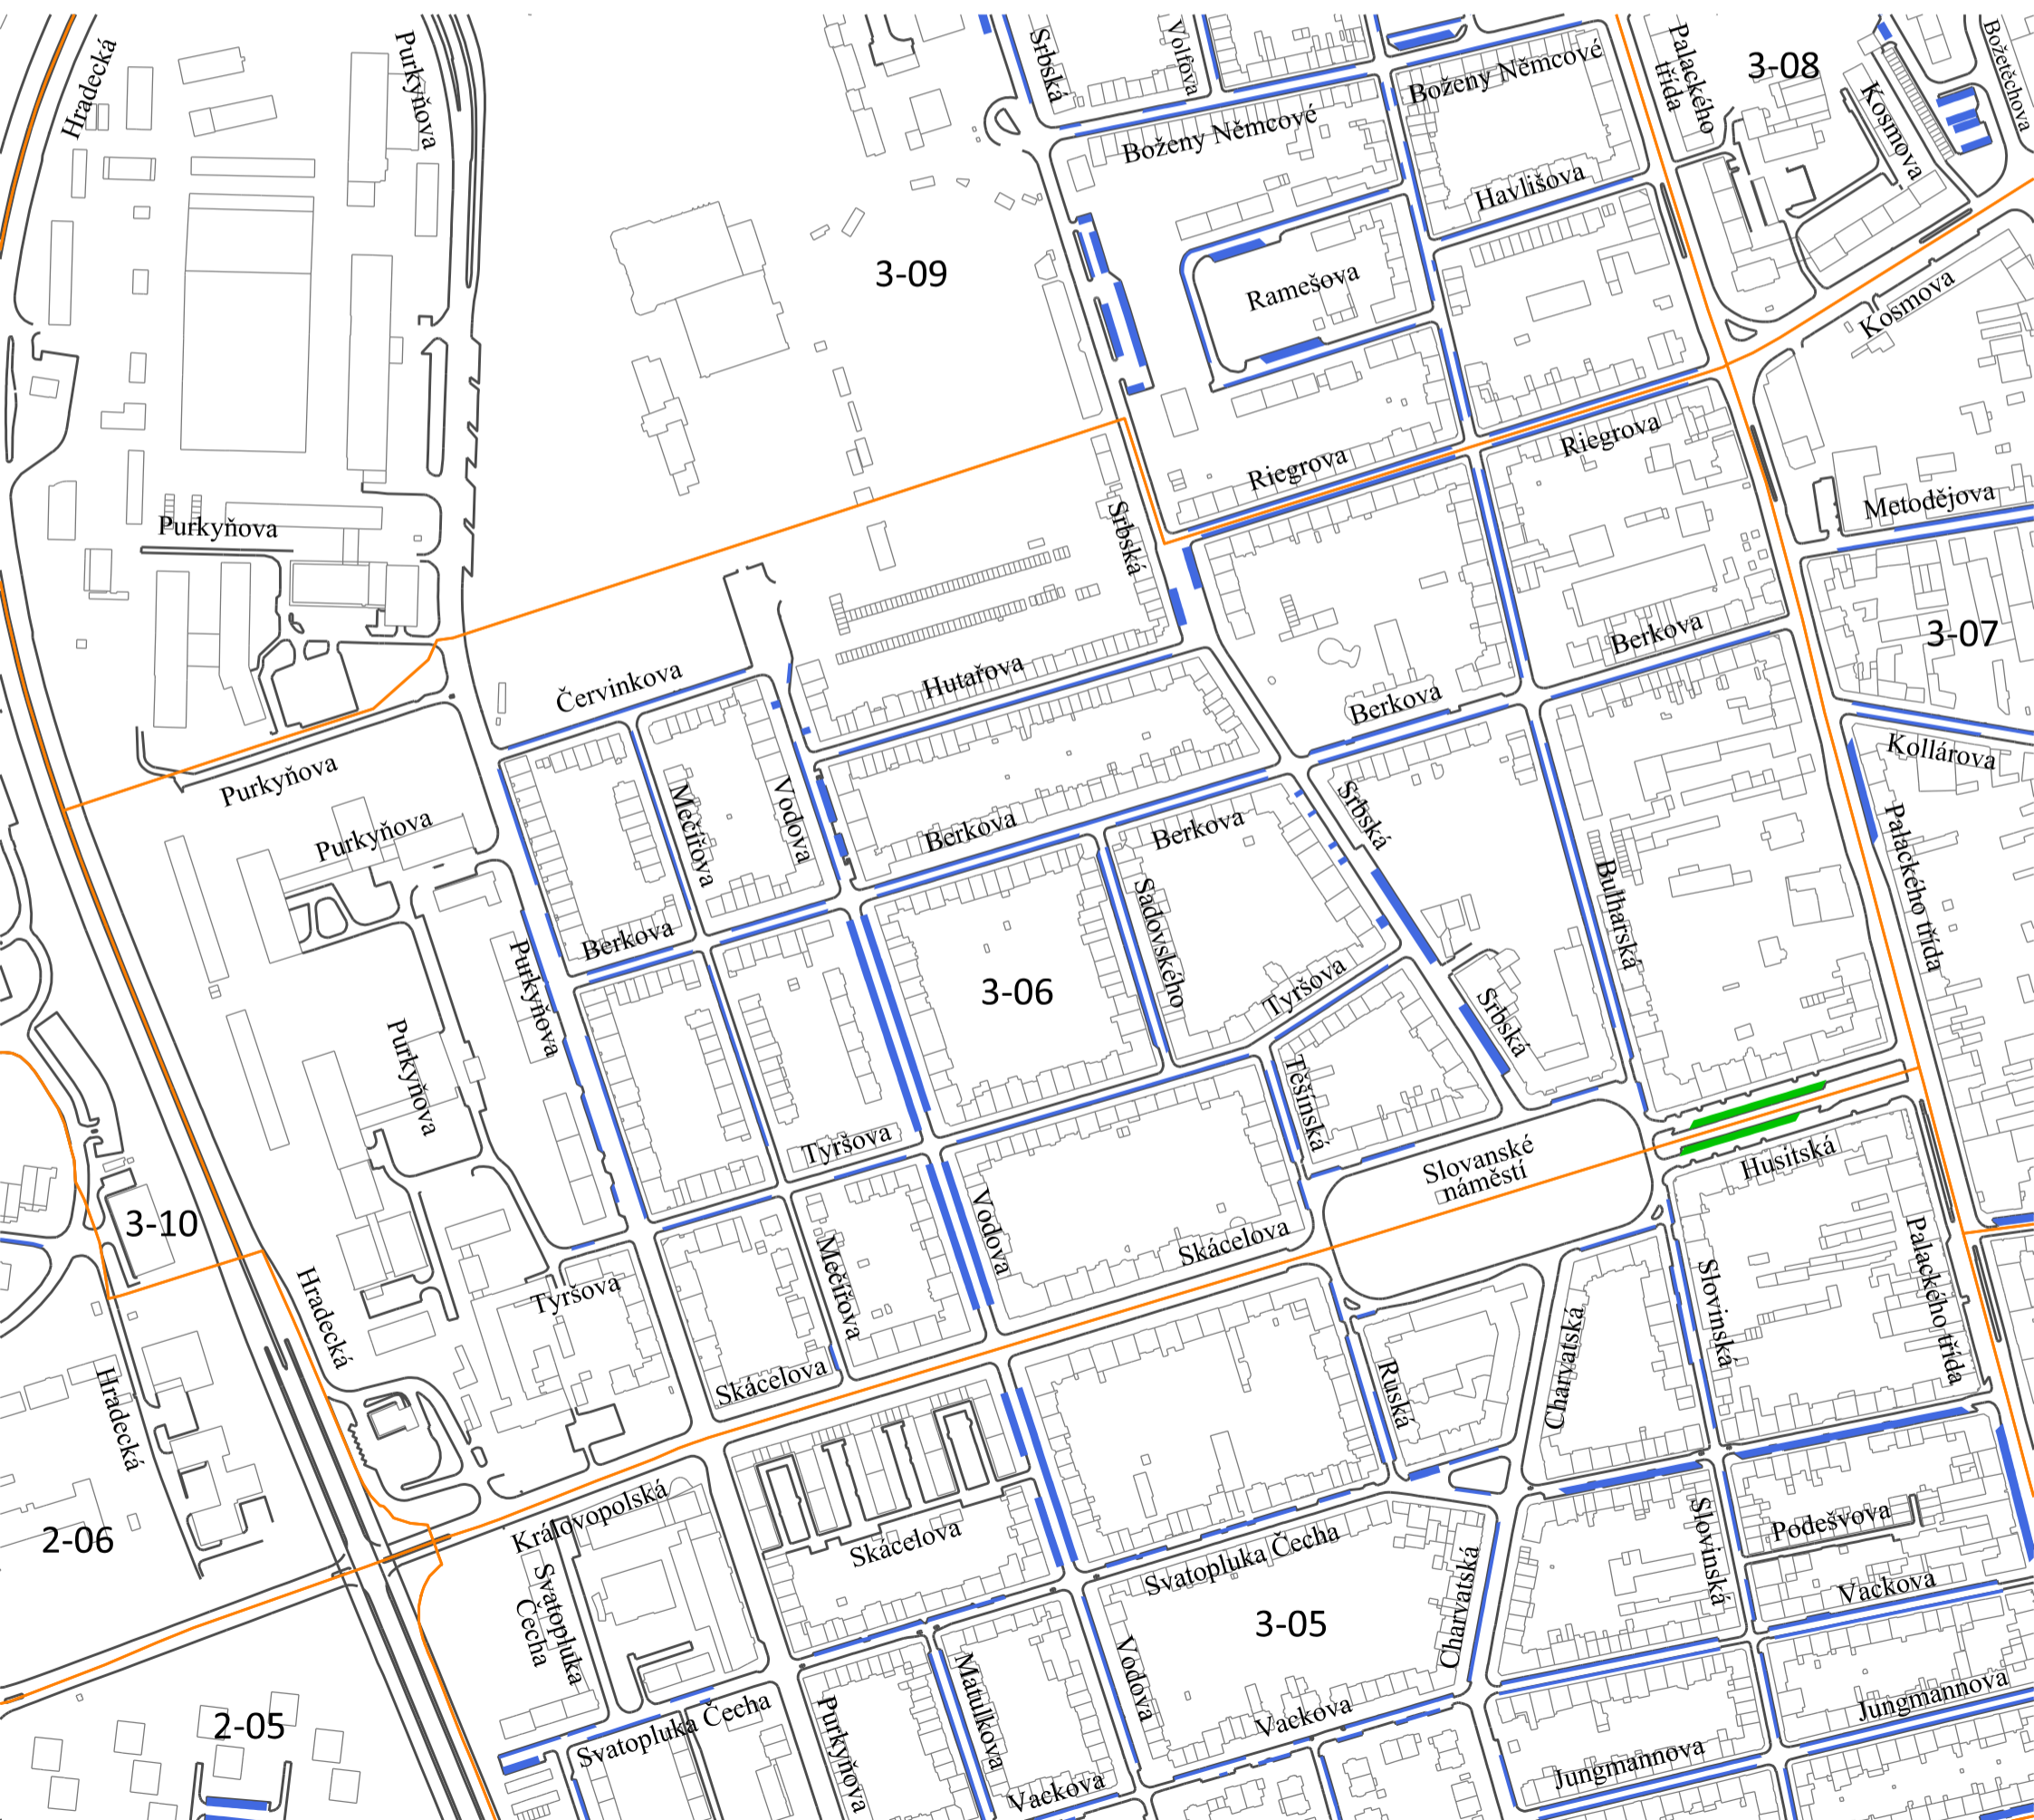 Hradecká
Purkyňova
Srbská
Volfova
Boženy Němcové
Palackého
třída
3-08
Kosmova
Božetěchova
Boženy Němcové
Havlišova
3-09
Ramešova
Kosmova
Riegrova
Riegrova
Metodějova
Purkyňova
Srbská
Berkova
3-07
Červinkova
Hutařova
Berkova
Kollárova
Purkyňova
Purkyňova
Mečířova
Vodova
Berkova
Berkova
Srbská
Palackého třída
Buharská
Sadovského
Berkova
Purkyňova
3-06
Tyršova
Srbská
Purkyňova
Těšínská
Tyršova
Slovanské
náměstí
Husitská
3-10
Vodova
Skácelova
Mečířova
Palackého třída
Slovinská
Hradecká
Tyršova
Charvatská
Ruská
Hradecká
Skácelova
Královopolská
Skácelova
Svatopluka Čecha
Slovinská
Podešvova
2-06
Svatopluka
Čecha
Charvatská
Vackova
3-05
Vodova
Matulkova
2-05
Svatopluka Čecha
Purkyňova
Vackova
Jungmannova
Jungmannova
Vackova